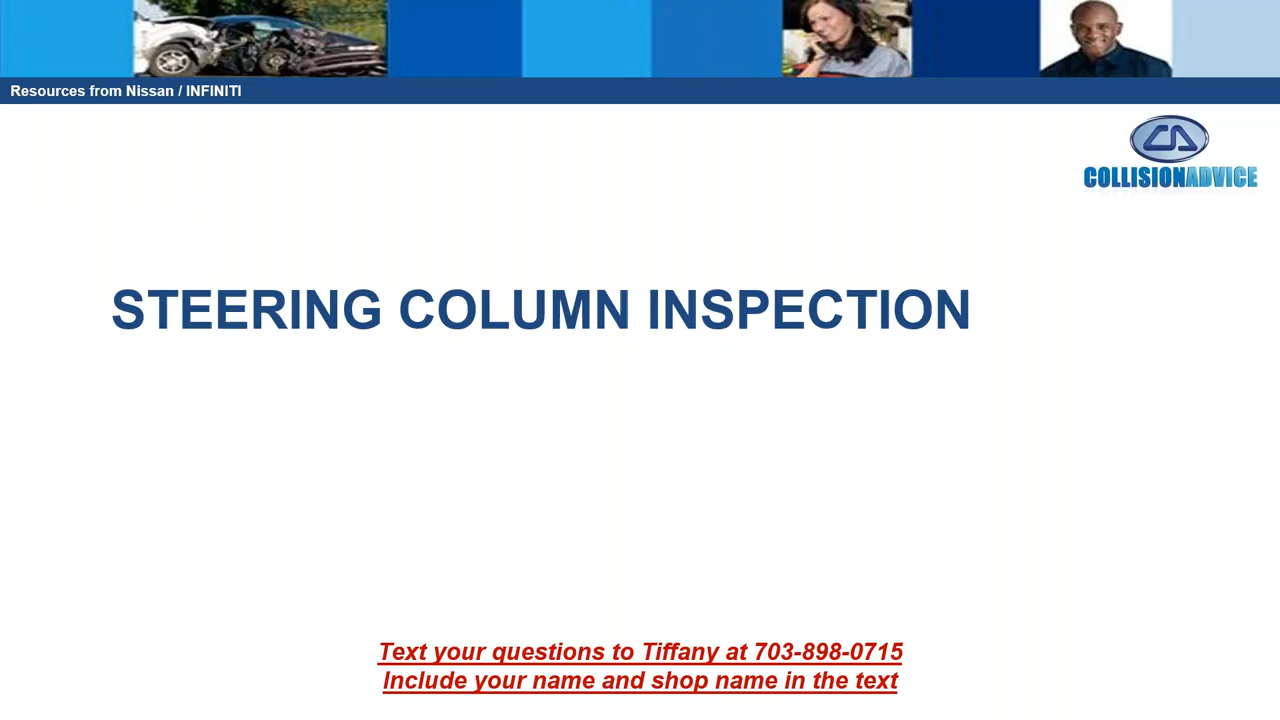 Resources from Nissan / INFINITI
CA
COLLISIONADVICE
STEERING COLUMN INSPECTION
Text your questions to Tiffany at 703-898-0715
Include your name and shop name in the text